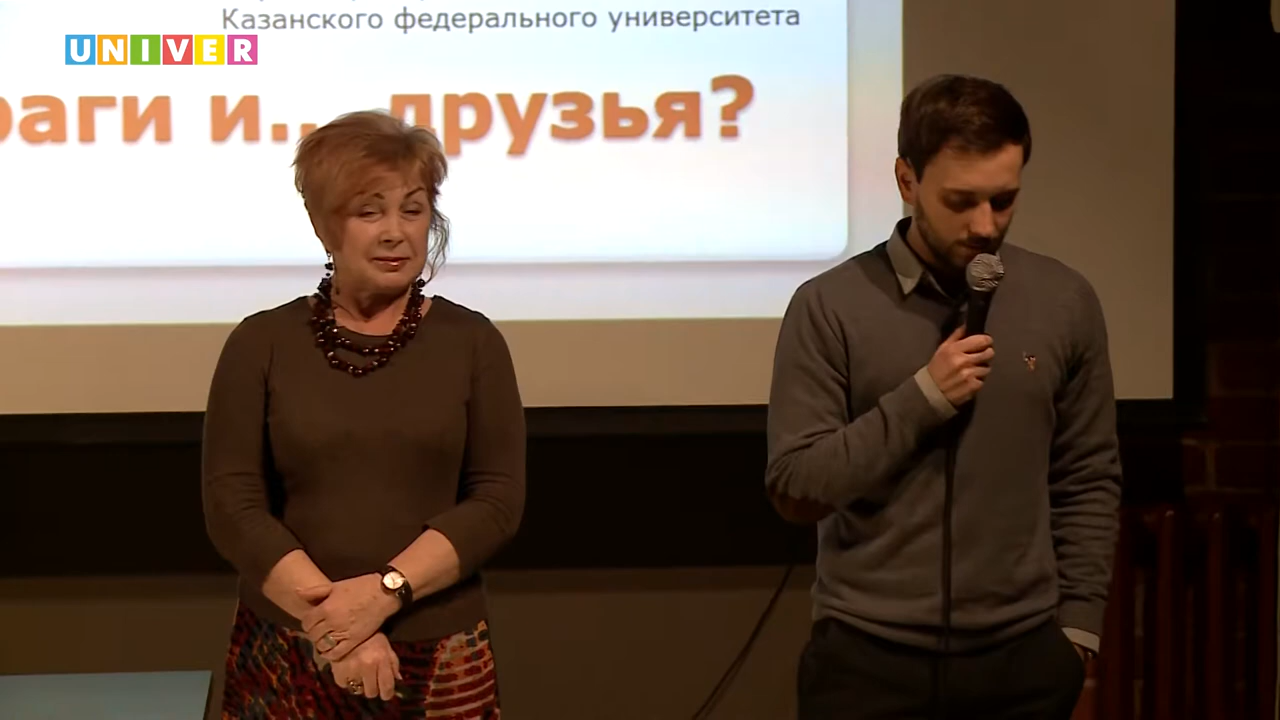 Казанского федерального университета
UNIVER
раги и... друзья?